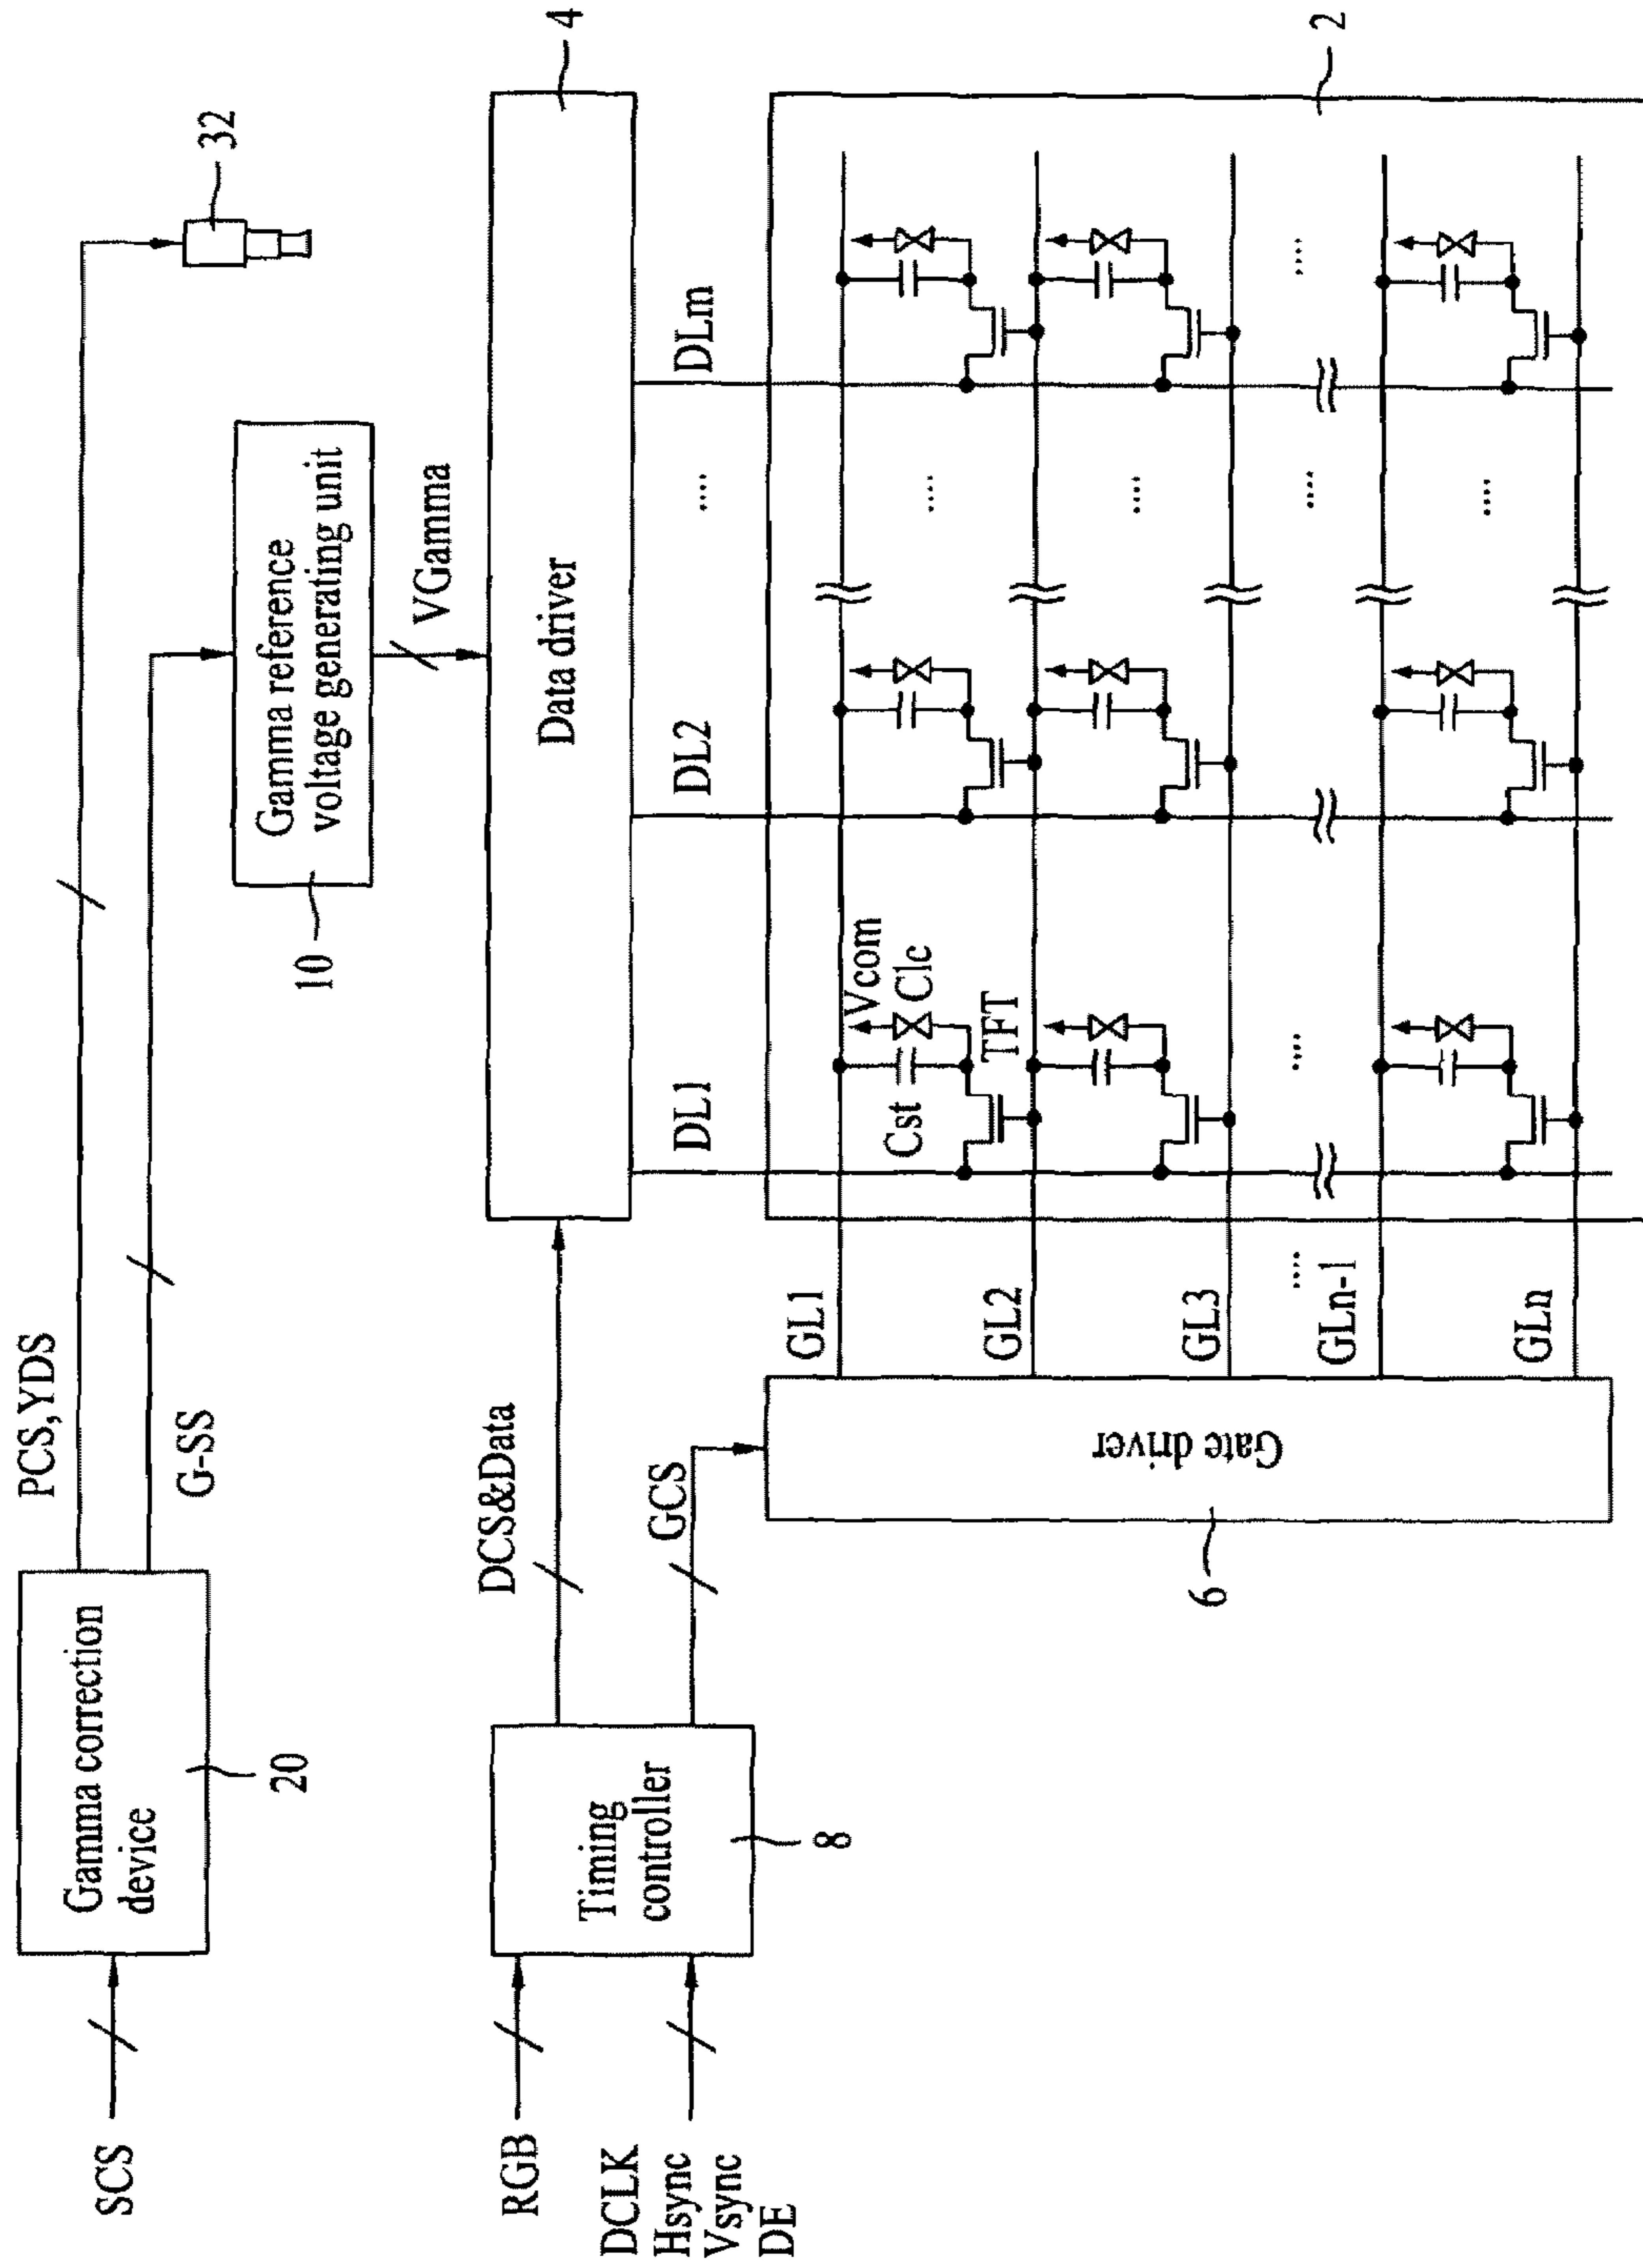 PCS,YDS
32
Gamma correction
device
20
SCS
G-SS
Gamma reference
voltage generating unit
10
VGamma
4
Data driver
DCS&Data
RGB
Timing
controller
8
DCLK
Hsync
Vsync
DE
GCS
DL1
DL2
....
DLm
2
Gate driver
6
GL1
Vcom
Cst
Clc
....
GL2
TFT
....
GL3
....
....
....
....
GLn-1
....
GLn